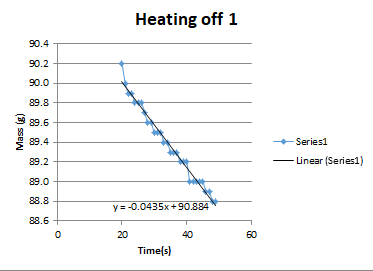 Heating off 1
90.4
90.2
90.0
89.8
89.6
89.4
89.2
89.0
88.8
88.6
Mass (g)
y = -0.0435x + 90.884
0 20 40 60
Time(s)
Series1
Linear (Series1)